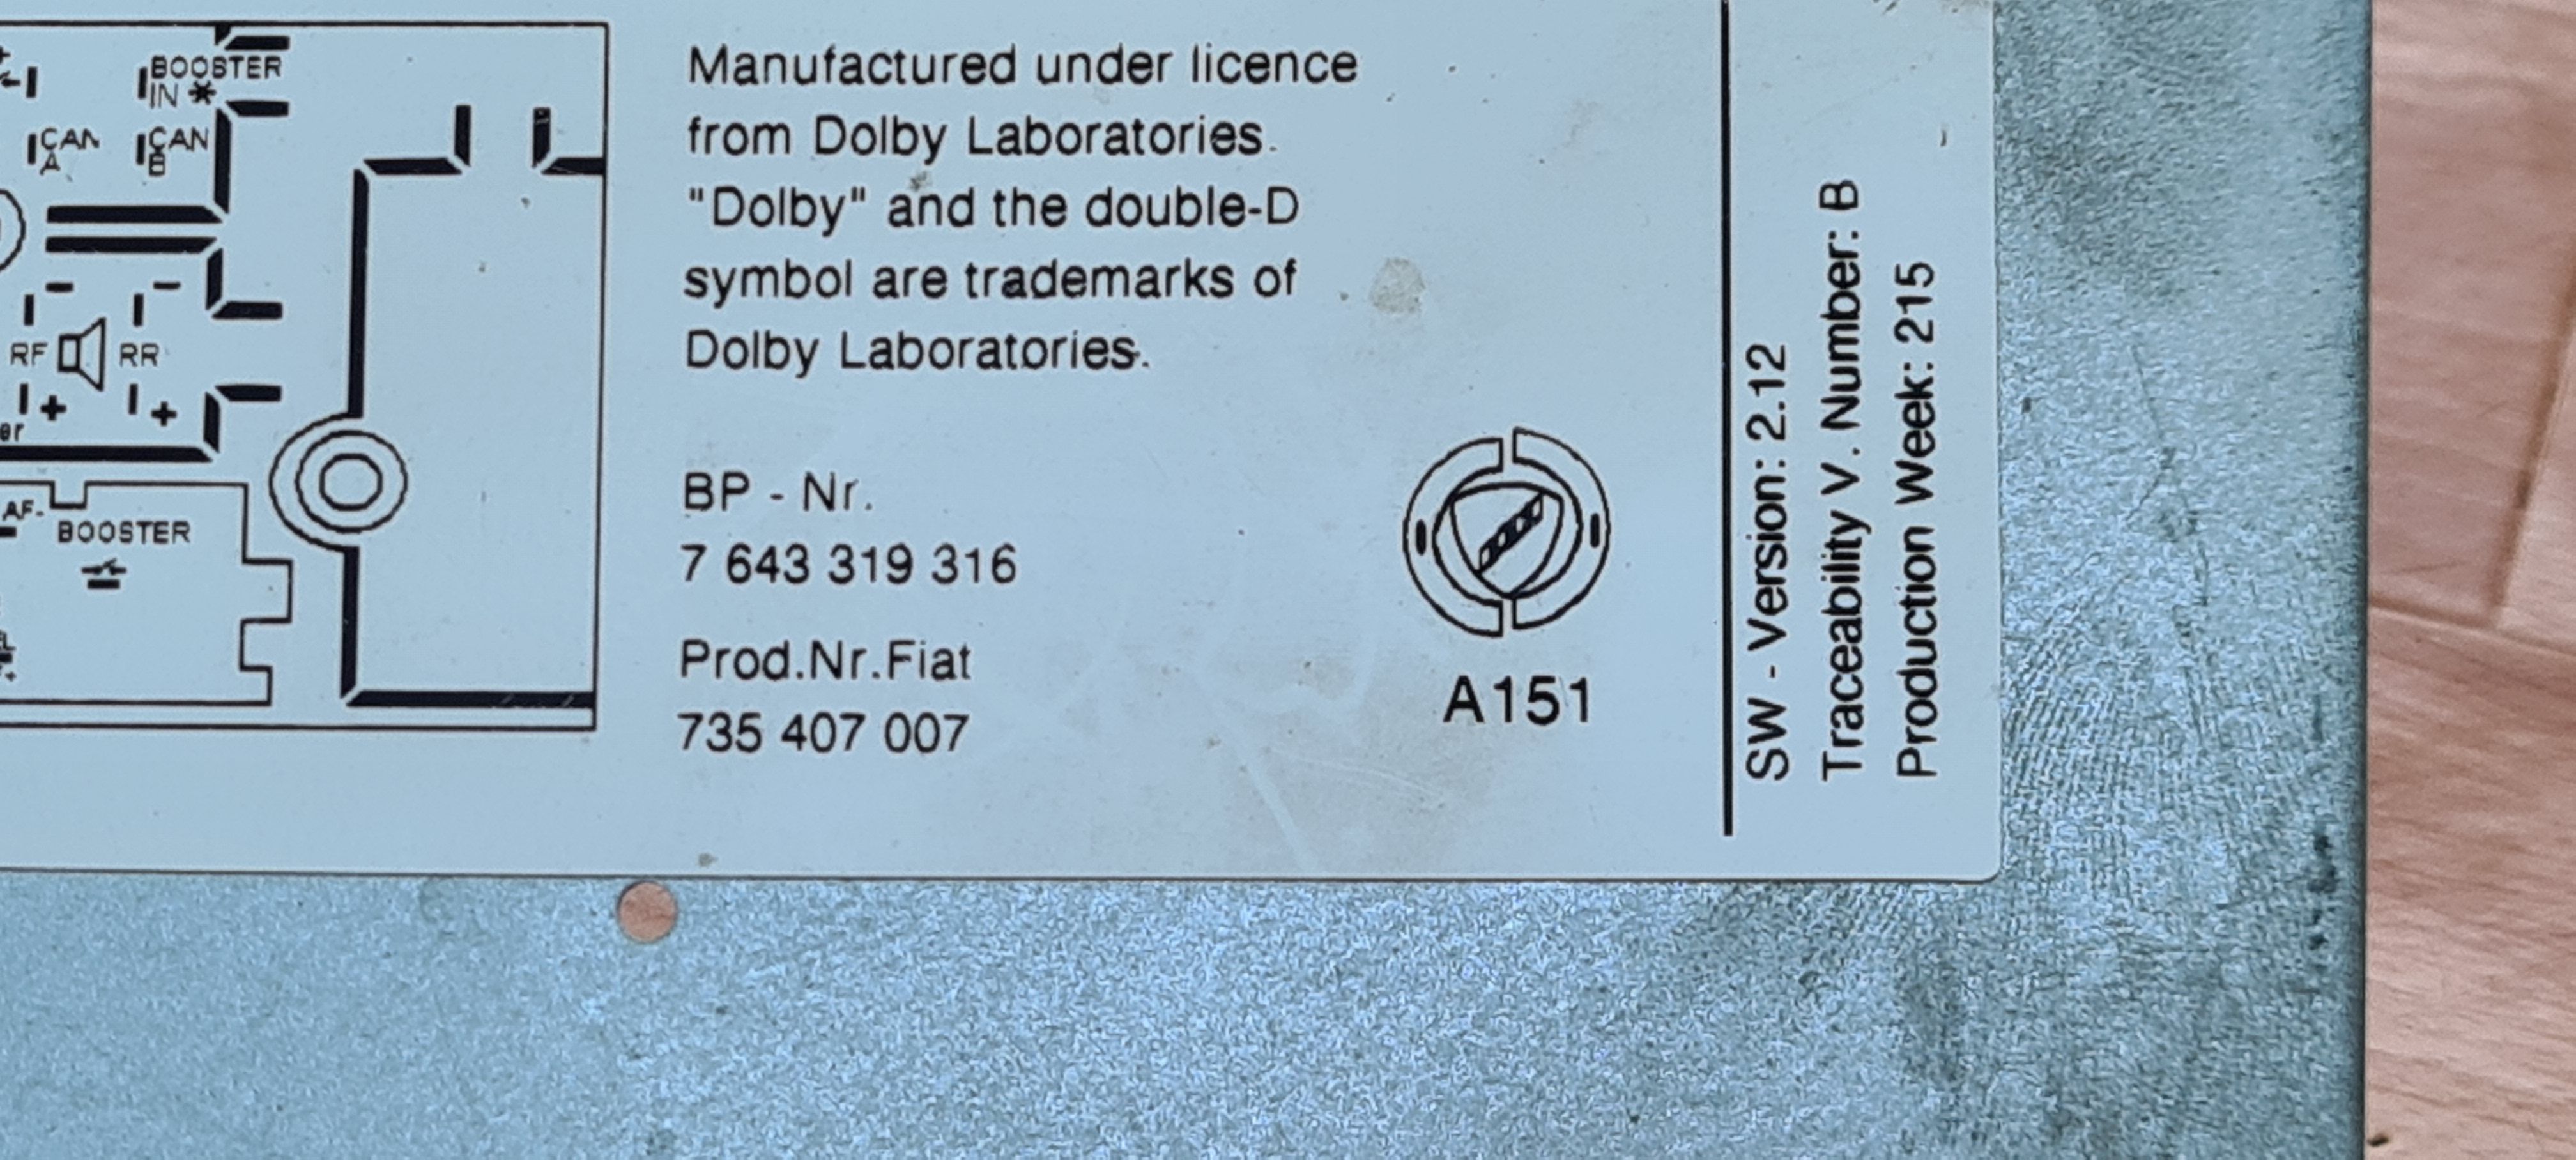 BOOSTER
IN *
CAN
A
CAN
B
RF
RR
AF-
BOOSTER
Manufactured under licence
from Dolby Laboratories.
"Dolby" and the double-D
symbol are trademarks of
Dolby Laboratories.
BP - Nr.
7 643 319 316
Prod.Nr.Fiat
735 407 007
A151
SW - Version: 2.12
Traceability V. Number: B
Production Week: 215